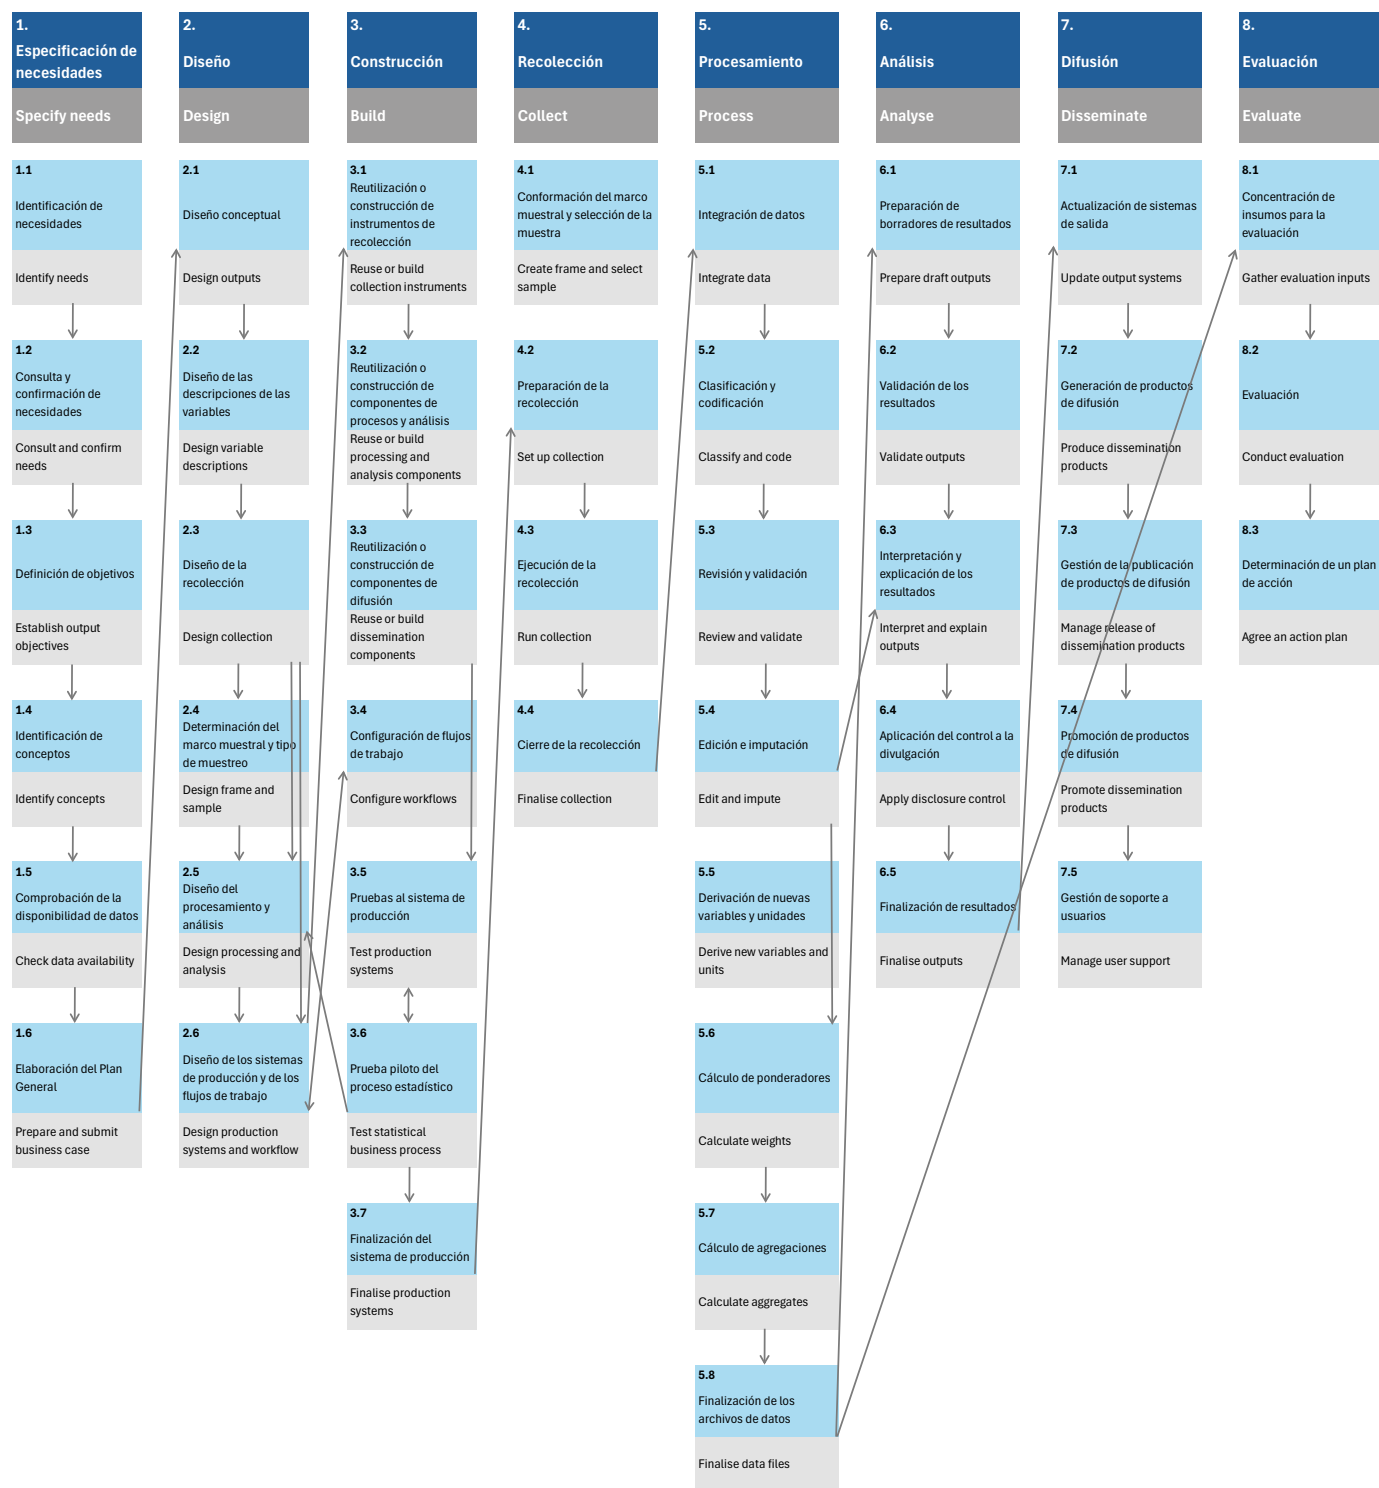 1.
Especificación de
necesidades
Specify needs
1.1
Identificación de
necesidades
Identify needs
1.2
Consulta y
confirmación de
necesidades
Consult and confirm
needs
1.3
Definición de objetivos
Establish output
objectives
1.4
Identificación de
conceptos
Identify concepts
1.5
Comprobación de la
disponibilidad de datos
Check data availability
1.6
Elaboración del Plan
General
Prepare and submit
business case
2.
Diseño
Design
2.1
Diseño conceptual
Design outputs
2.2
Diseño de las
descripciones de las
variables
Design variable
descriptions
2.3
Diseño de la
recolección
Design collection
2.4
Determinación del
marco muestral y tipo
de muestreo
Design frame and
sample
2.5
Diseño del
procesamiento y
análisis
Design processing and
analysis
2.6
Diseño de los sistemas
de producción y de los
flujos de trabajo
Design production
systems and workflow
3.
Construcción
Build
3.1
Reutilización o
construcción de
instrumentos de
recolección
Reuse or build
collection instruments
3.2
Reutilización o
construcción de
componentes de
procesos y análisis
Reuse or build
processing and
analysis components
3.3
Reutilización o
construcción de
componentes de
difusión
Reuse or build
dissemination
components
3.4
Configuración de flujos
de trabajo
Configure workflows
3.5
Pruebas al sistema de
producción
Test production
systems
3.6
Prueba piloto del
proceso estadístico
Test statistical
business process
3.7
Finalización del
sistema de producción
Finalise production
systems
4.
Recolección
Collect
4.1
Conformación del marco
muestral y selección de la
muestra
Create frame and select
sample
4.2
Preparación de la
recolección
Set up collection
4.3
Ejecución de la
recolección
Run collection
4.4
Cierre de la recolección
Finalise collection
5.
Procesamiento
Process
5.1
Integración de datos
Integrate data
5.2
Clasificación y
codificación
Classify and code
5.3
Revisión y validación
Review and validate
5.4
Edición e imputación
Edit and impute
5.5
Derivación de nuevas
variables y unidades
Derive new variables and
units
5.6
Cálculo de ponderadores
Calculate weights
5.7
Cálculo de agregaciones
Calculate aggregates
5.8
Finalización de los
archivos de datos
Finalise data files
6.
Análisis
Analyse
6.1
Preparación de
borradores de resultados
Prepare draft outputs
6.2
Validación de los
resultados
Validate outputs
6.3
Interpretación y
explicación de los
resultados
Interpret and explain
outputs
6.4
Aplicación del control a la
divulgación
Apply disclosure control
6.5
Finalización de resultados
Finalise outputs
7.
Difusión
Disseminate
7.1
Actualización de sistemas
de salida
Update output systems
7.2
Generación de productos
de difusión
Produce dissemination
products
7.3
Gestión de la publicación
de productos de difusión
Manage release of
dissemination products
7.4
Promoción de productos
de difusión
Promote dissemination
products
7.5
Gestión de soporte a
usuarios
Manage user support
8.
Evaluación
Evaluate
8.1
Concentración de
insumos para la
evaluación
Gather evaluation inputs
8.2
Evaluación
Conduct evaluation
8.3
Determinación de un plan
de acción
Agree an action plan